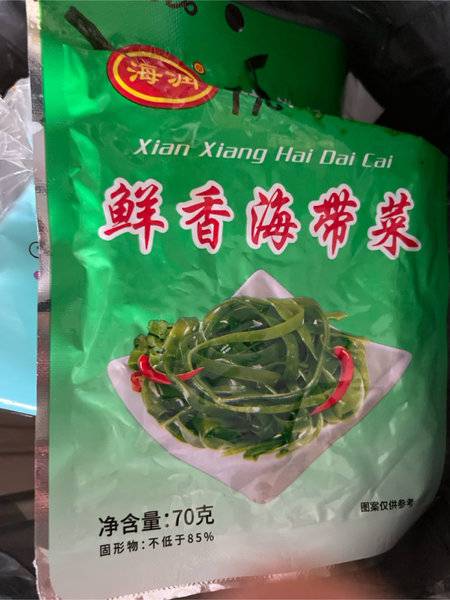 海润
Xian Xiang Hai Dai Cai
鲜香海带菜
图案仅供参考
净含量:70克
固形物:不低于85%